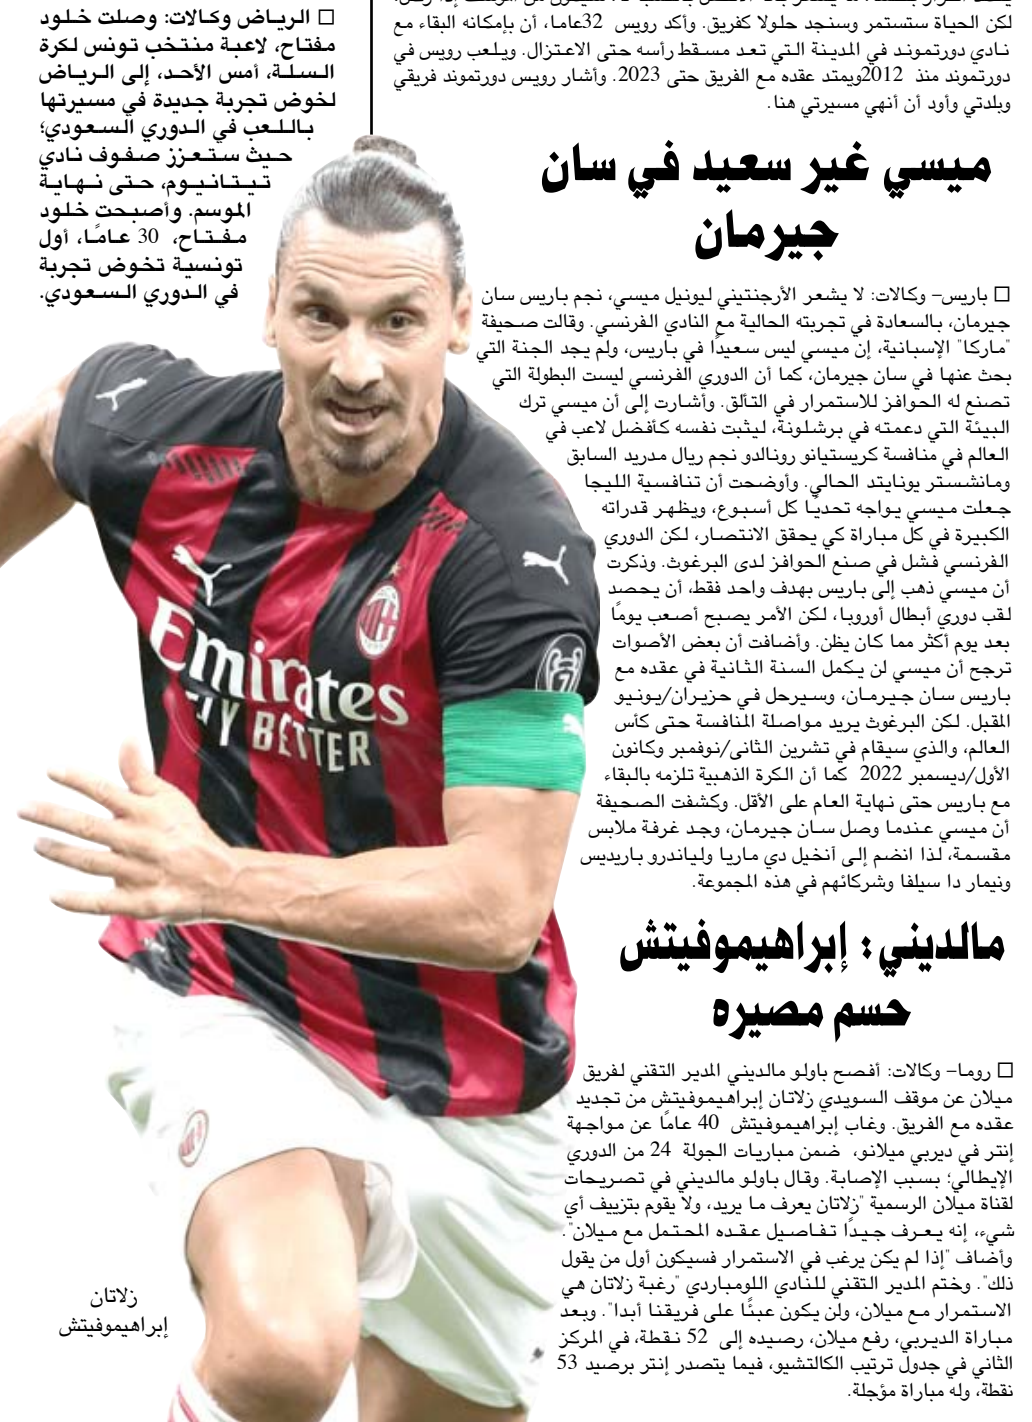 لكن الحياة ستستمر وسنجد حلولا كفريق. وأكد رويس 32عاما، أن بإمكانه البقاء مع
نادي دورتموند في المدينة التي تعد مسقط رأسه حتى الاعتزال. ويلعب رويس في
دورتموند منذ 2012ويمتد عقده مع الفريق حتى 2023. وأشار رويس دورتموند فريقي
وبلدتي وأود أن أنهي مسيرتي هنا.
ميسي غير سعيد في سان
جيرمان
□ باريس– وكالات: لا يشعر الأرجنتيني ليونيل ميسي، نجم باريس سان
جيرمان، بالسعادة في تجربته الحالية مع النادي الفرنسي. وقالت صحيفة
"ماركا" الإسبانية، إن ميسي ليس سعيدًا في باريس، ولم يجد الجنة التي
بحث عنها في سان جيرمان، كما أن الدوري الفرنسي ليست البطولة التي
تصنع له الحوافز للاستمرار في التألق. وأشارت إلى أن ميسي ترك
البيئة التي دعمته في برشلونة، ليثبت نفسه كأفضل لاعب في
العالم في منافسة كريستيانو رونالدو نجم ريال مدريد السابق
ومانشستر يونايتد الحالي. وأوضحت أن تنافسية الليجا
جعلت ميسي يواجه تحديًا كل أسبوع، ويظهر قدراته
الكبيرة في كل مباراة كي يحقق الانتصار، لكن الدوري
الفرنسي فشل في صنع الحوافز لدى البرغوث. وذكرت
أن ميسي ذهب إلى باريس بهدف واحد فقط، أن يحصد
لقب دوري أبطال أوروبا، لكن الأمر يصبح أصعب يومًا
بعد يوم أكثر مما كان يظن. وأضافت أن بعض الأصوات
ترجح أن ميسي لن يكمل السنة الثانية في عقده مع
باريس سان جيرمان، وسيرحل في حزيران/يونيو
المقبل. لكن البرغوث يريد مواصلة المنافسة حتى كأس
العالم، والذي سيقام في تشرين الثانى/نوفمبر وكانون
الأول/ديسمبر 2022 كما أن الكرة الذهبية تلزمه بالبقاء
مع باريس حتى نهاية العام على الأقل. وكشفت الصحيفة
أن ميسي عندما وصل سان جيرمان، وجد غرفة ملابس
مقسمة، لذا انضم إلى آنخيل دي ماريا ولياندرو باريديس
ونيمار دا سيلفا وشركائهم في هذه المجموعة.
مالديني: إبراهيموفيتش
حسم مصيره
□ روما– وكالات: أفصح باولو مالديني المدير التقني لفريق
ميلان عن موقف السويدي زلاتان إبراهيموفيتش من تجديد
عقده مع الفريق. وغاب إبراهيموفيتش 40 عامًا عن مواجهة
إنتر في ديربي ميلانو، ضمن مباريات الجولة 24 من الدوري
الإيطالي؛ بسبب الإصابة. وقال باولو مالديني في تصريحات
لقناة ميلان الرسمية "زلاتان يعرف ما يريد، ولا يقوم بتزييف أي
شيء، إنه يعرف جيدًا تفاصيل عقده المحتمل مع ميلان".
وأضاف "إذا لم يكن يرغب في الاستمرار فسيكون أول من يقول
ذلك". وختم المدير التقني للنادي اللومباردي "رغبة زلاتان هي
الاستمرار مع ميلان، ولن يكون عبئًا على فريقنا أبدا". وبعد
مباراة الديربي، رفع ميلان، رصيده إلى 52 نقطة، في المركز
الثاني في جدول ترتيب الكالتشيو، فيما يتصدر إنتر برصيد 53
نقطة، وله مباراة مؤجلة.
□ الرياض وكالات: وصلت خلود
مفتاح، لاعبة منتخب تونس لكرة
السلة، أمس الأحد، إلى الرياض
لخوض تجربة جديدة في مسيرتها
باللعب في الدوري السعودي؛
حيث ستعزز صفوف نادي
تيتانيوم، حتى نهاية
الموسم. وأصبحت خلود
مفتاح، 30 عامًا، أول
تونسية تخوض تجربة
في الدوري السعودي.
Emirates
FLY BETTER
7
زلاتان
إبراهيموفيتش